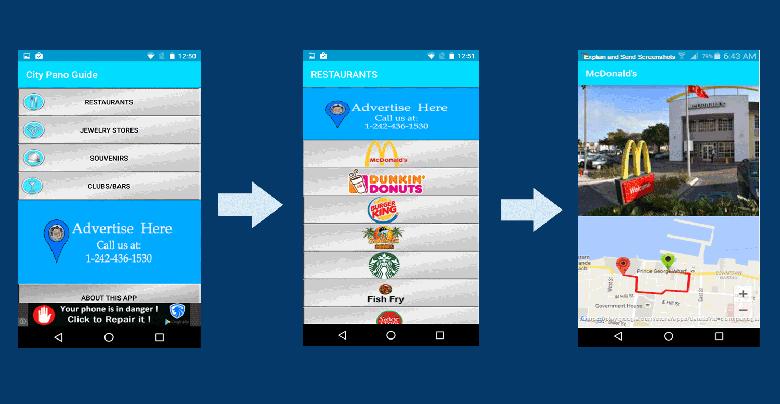 12:50
City Pano Guide
RESTAURANTS
JEWELRY STORES
SOUVENIRS
CLUBS/BARS
Advertise Here
Call us at:
1-242-436-1530
ABOUT THIS APP
Your phone is in danger !
Click to Repair it !
12:51
RESTAURANTS
Advertise Here
Call us at:
1-242-436-1530
McDonald's
DUNKIN'
DONUTS
BURGER
KING
Fish Fry
Explain and Send Screenshots 79% 6:43 AM
McDonald's
McDonald's
Welcome
Prince George Wharf
Government House